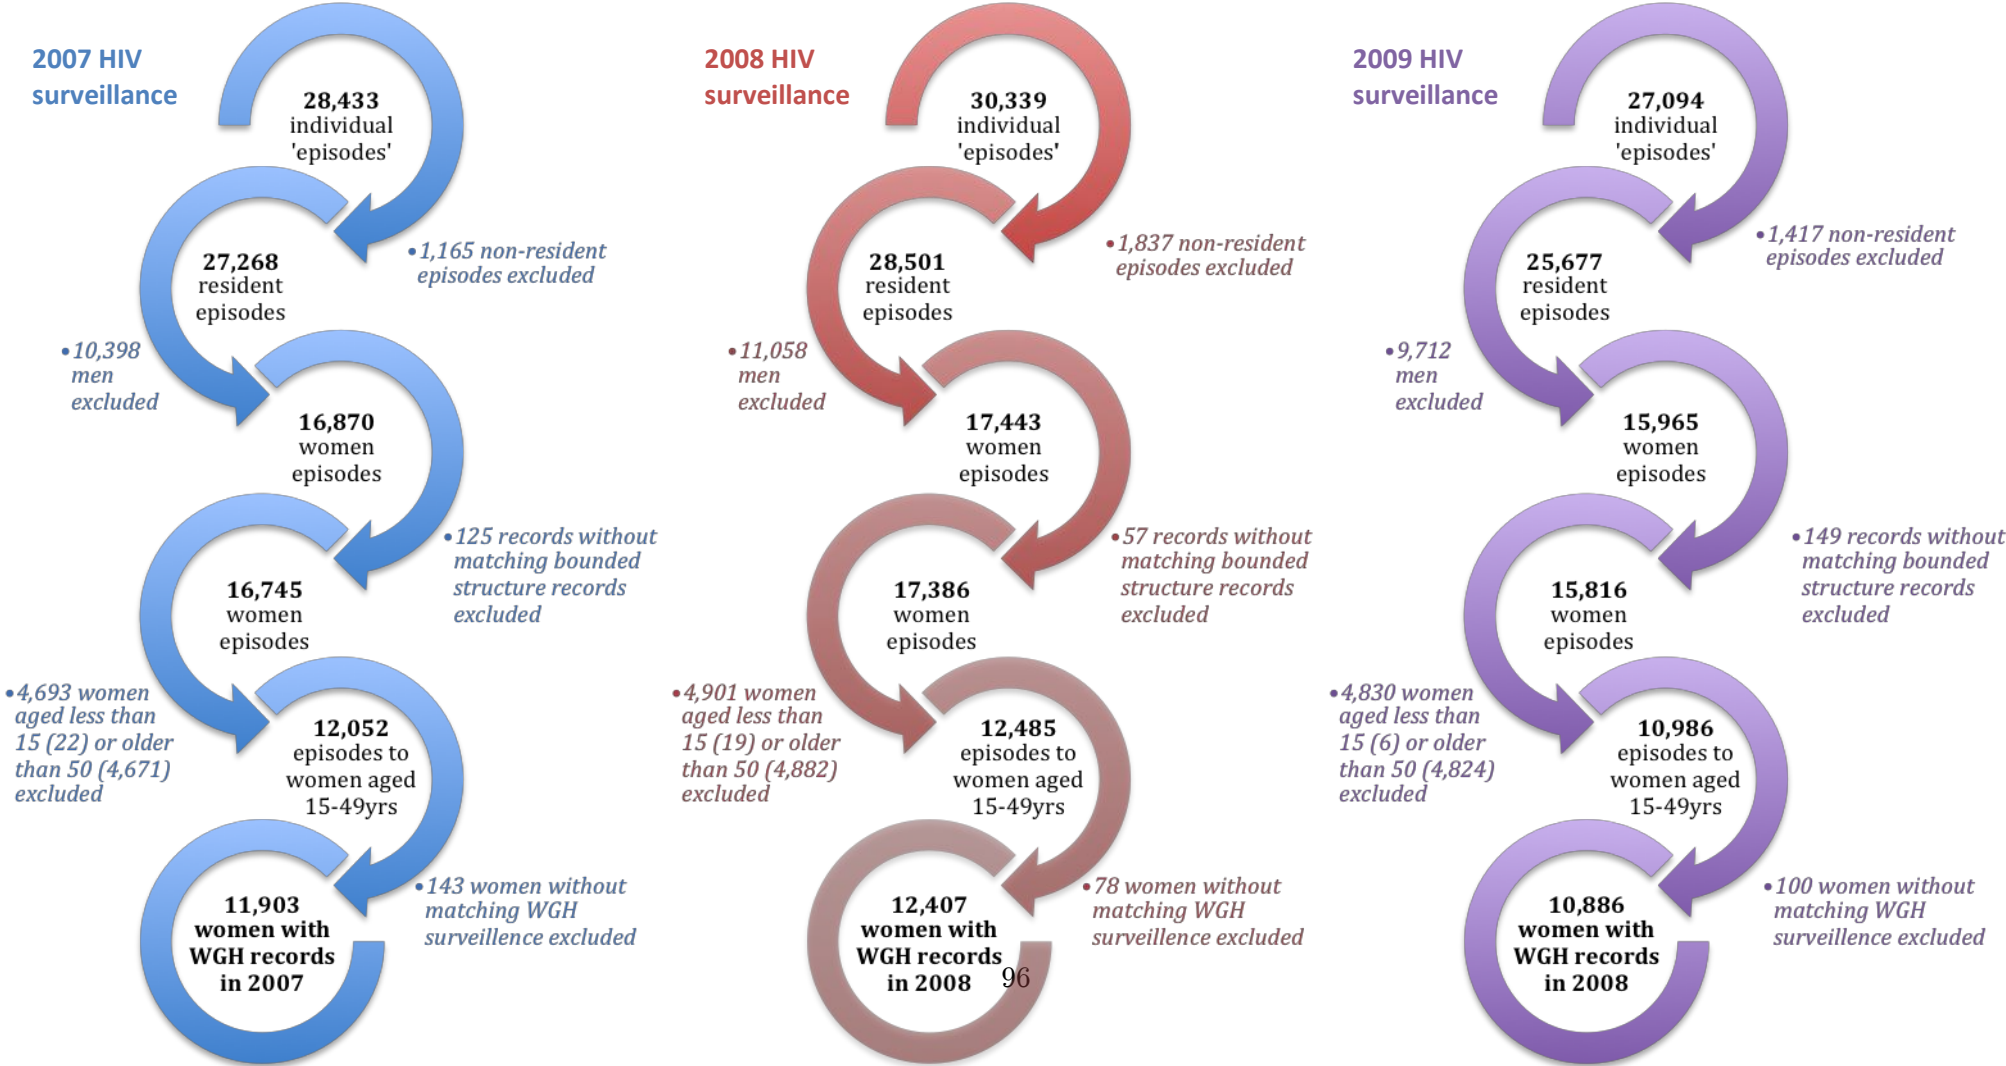 2007 HIV
surveillance
28,433
individual
'episodes'
•1,165 non-resident
episodes excluded
27,268
resident
episodes
•10,398
men
excluded
16,870
women
episodes
•125 records without
matching bounded
structure records
excluded
16,745
women
episodes
•4,693 women
aged less than
15 (22) or older
than 50 (4,671)
excluded
12,052
episodes to
women aged
15-49yrs
•143 women without
matching WGH
surveillence excluded
11,903
women with
WGH records
in 2007
2008 HIV
surveillance
30,339
individual
'episodes'
•1,837 non-resident
episodes excluded
28,501
resident
episodes
•11,058
men
excluded
17,443
women
episodes
•57 records without
matching bounded
structure records
excluded
17,386
women
episodes
•4,901 women
aged less than
15 (19) or older
than 50 (4,882)
excluded
12,485
episodes to
women aged
15-49yrs
•78 women without
matching WGH
surveillence excluded
12,407
women with
WGH records
in 2008
96
2009 HIV
surveillance
27,094
individual
'episodes'
•1,417 non-resident
episodes excluded
25,677
resident
episodes
•9,712
men
excluded
15,965
women
episodes
•149 records without
matching bounded
structure records
excluded
15,816
women
episodes
•4,830 women
aged less than
15 (6) or older
than 50 (4,824)
excluded
10,986
episodes to
women aged
15-49yrs
•100 women without
matching WGH
surveillence excluded
10,886
women with
WGH records
in 2008